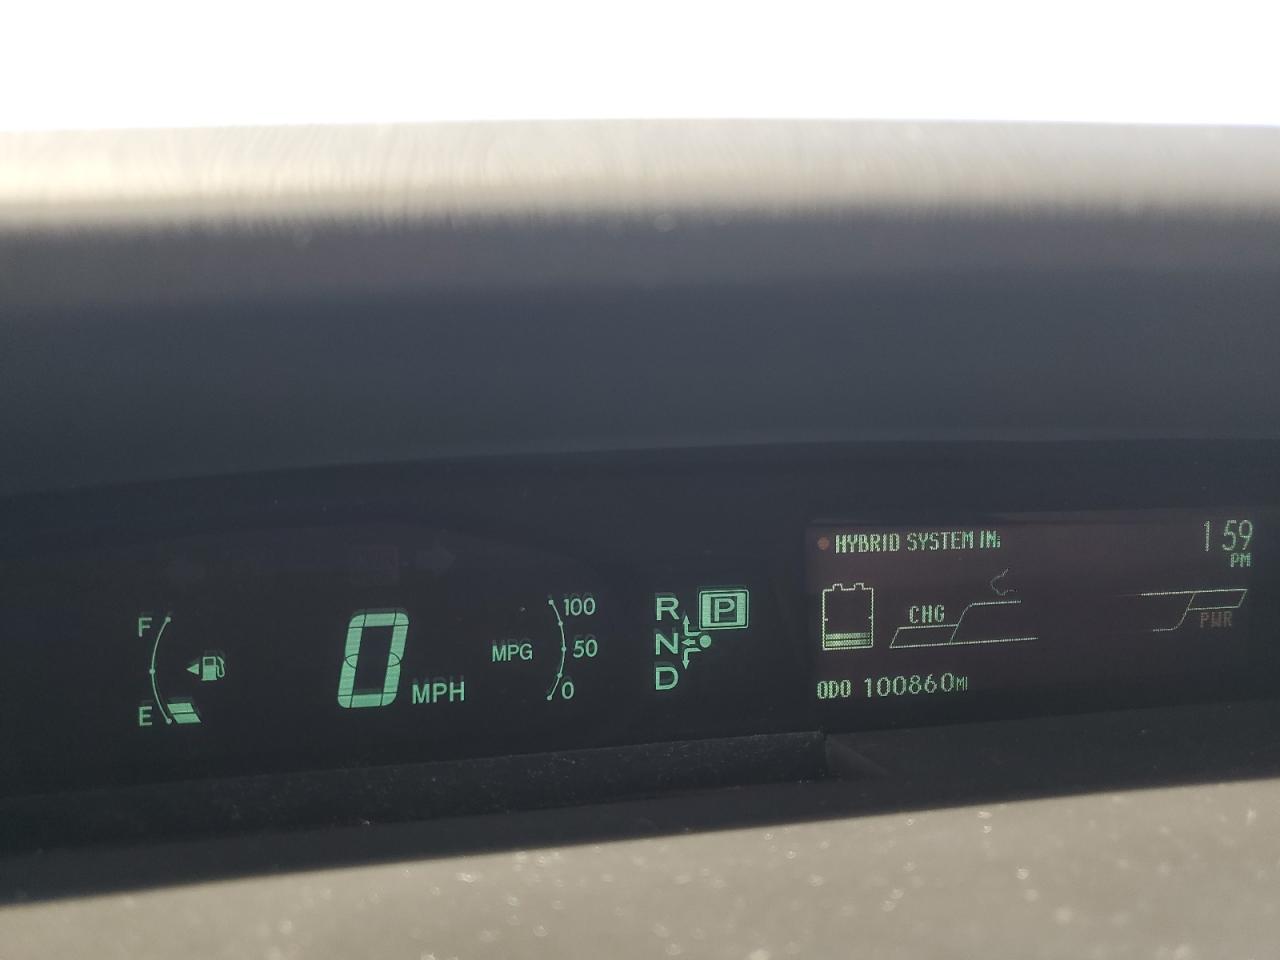 HYBRID SYSTEM IN:
1 59
PM
F
E
0 MPH
MPG
100
50
0
R
N
D
P
CHG
PWR
ODO 100860MI